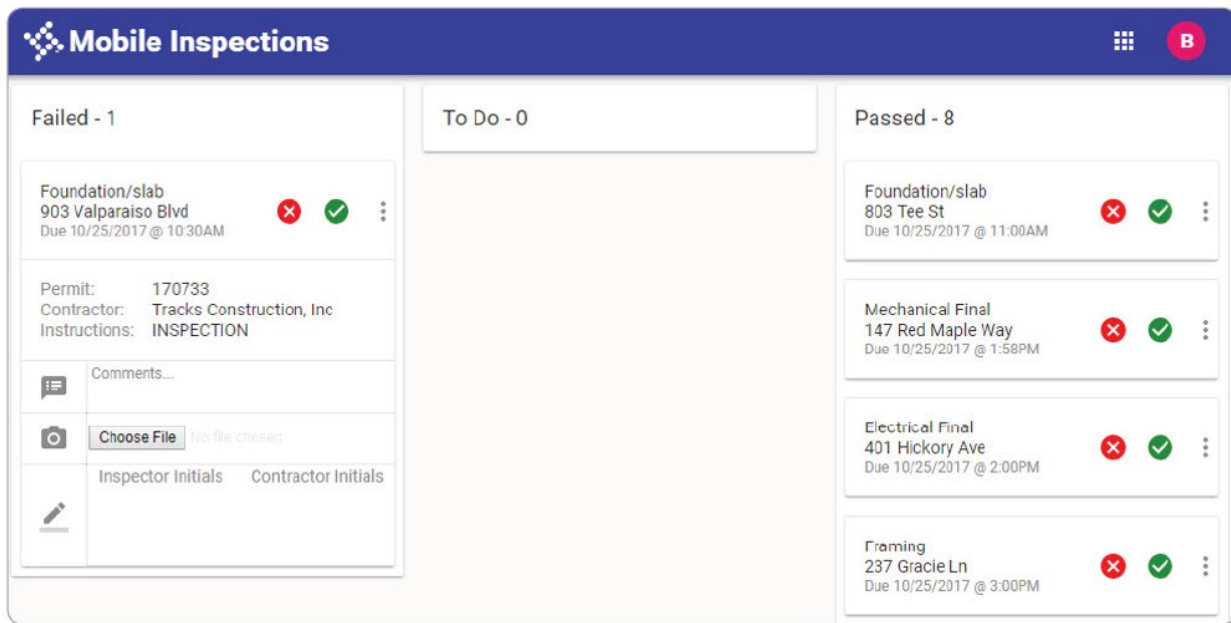 Mobile Inspections
B
Failed - 1
Foundation/slab
903 Valparaiso Blvd
Due 10/25/2017 @ 10:30AM
Permit: 170733
Contractor: Tracks Construction, Inc
Instructions: INSPECTION
Comments...
Choose File No file chosen
Inspector Initials Contractor Initials
To Do - 0
Passed - 8
Foundation/slab
803 Tee St
Due 10/25/2017 @ 11:00AM
Mechanical Final
147 Red Maple Way
Due 10/25/2017 @ 1:58PM
Electrical Final
401 Hickory Ave
Due 10/25/2017 @ 2:00PM
Framing
237 Gracie Ln
Due 10/25/2017 @ 3:00PM